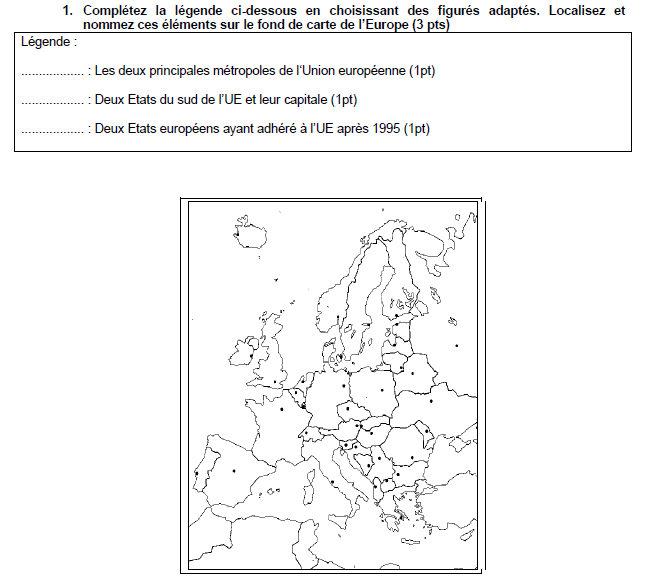 1. Complétez la légende ci-dessous en choisissant des figurés adaptés. Localisez et
nommez ces éléments sur le fond de carte de l'Europe (3 pts)
Légende :
.................. : Les deux principales métropoles de l'Union européenne (1pt)
.................. : Deux Etats du sud de l'UE et leur capitale (1pt)
.................. : Deux Etats européens ayant adhéré à l'UE après 1995 (1pt)